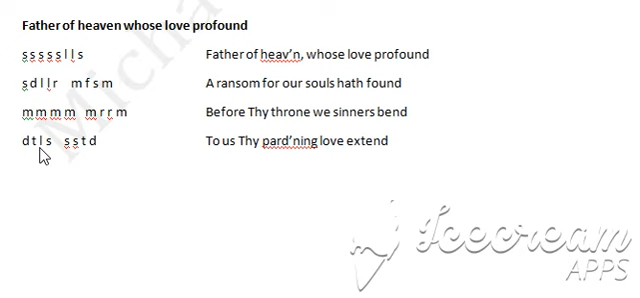 Father of heaven whose love profound
s s s s s l l s Father of heav'n, whose love profound
s d l l r m f s m A ransom for our souls hath found
m m m m m r r m Before Thy throne we sinners bend
d t l s s s t d To us Thy pard'ning love extend
Icecream
APPS